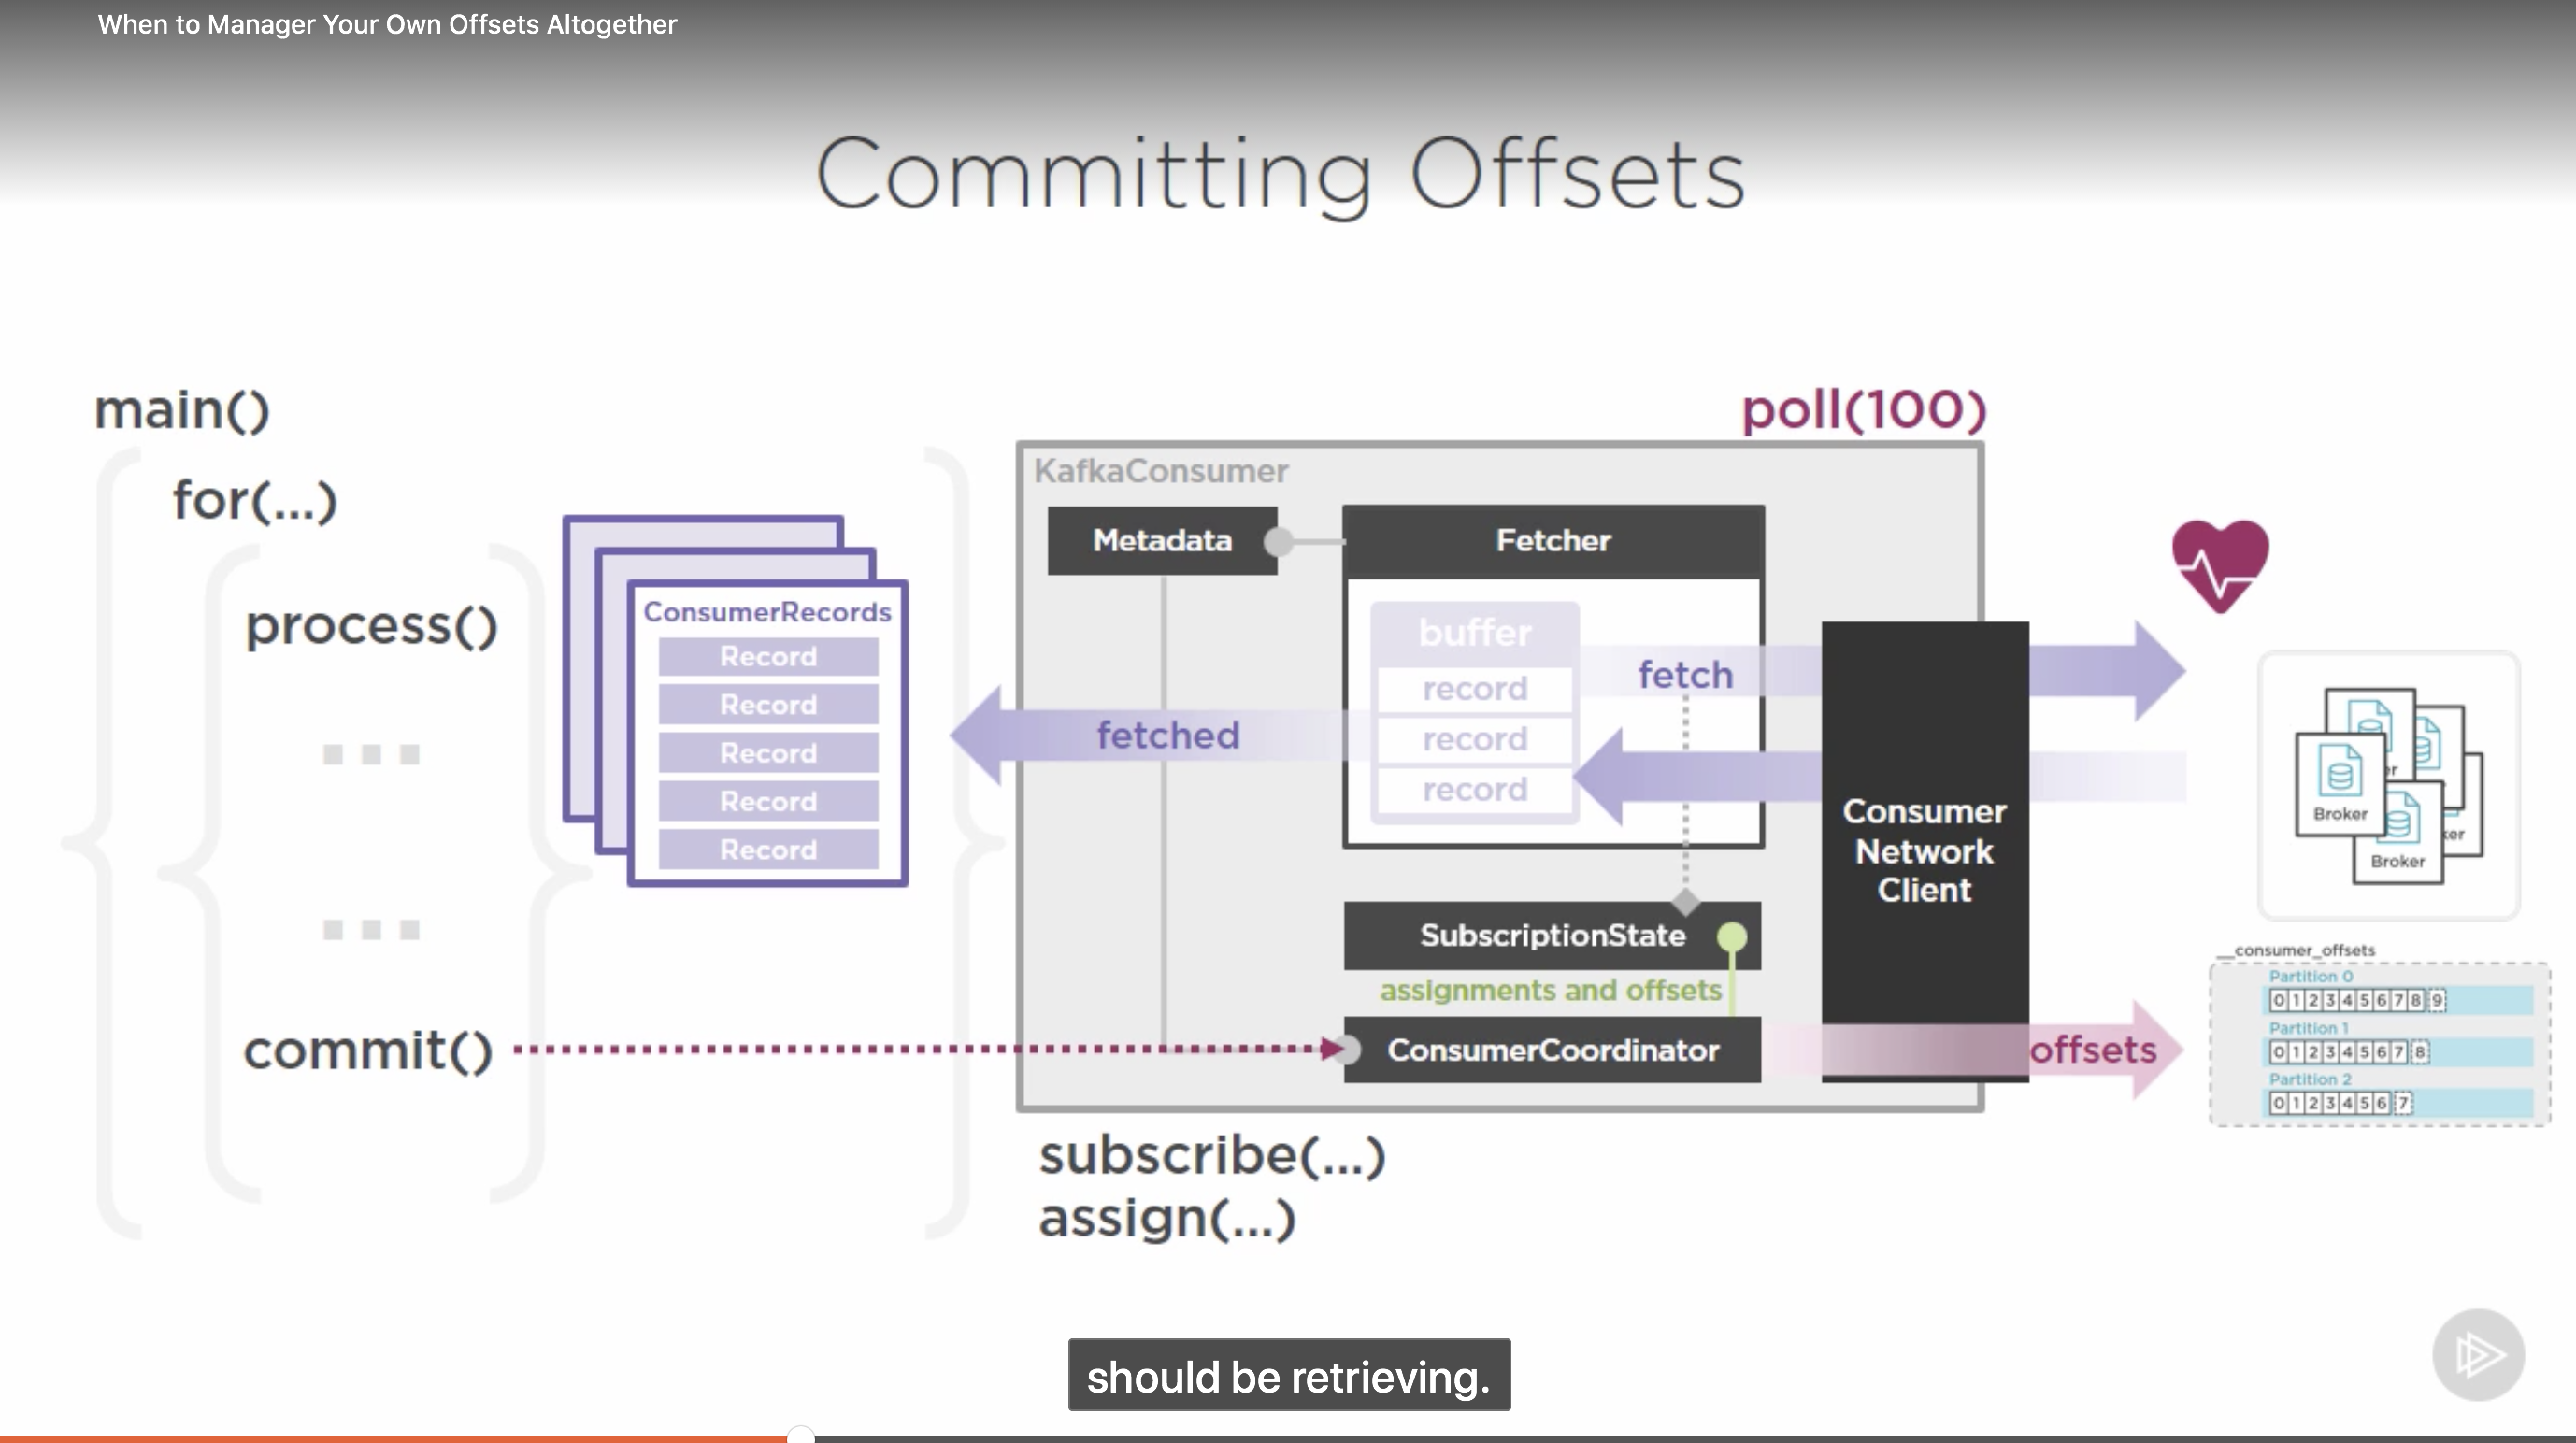 When to Manager Your Own Offsets Altogether
Committing Offsets
main()
for(...)
process()
commit()
ConsumerRecords
Record
Record
Record
Record
Record
poll(100)
KafkaConsumer
Metadata
Fetcher
buffer
record
record
record
fetch
fetched
SubscriptionState
assignments and offsets
ConsumerCoordinator
Consumer
Network
Client
offsets
subscribe(...)
assign(...)
Broker
Broker
er
ker
__consumer_offsets
Partition 0
0 1 2 3 4 5 6 7 8 9
Partition 1
0 1 2 3 4 5 6 7 8
Partition 2
0 1 2 3 4 5 6 7
should be retrieving.